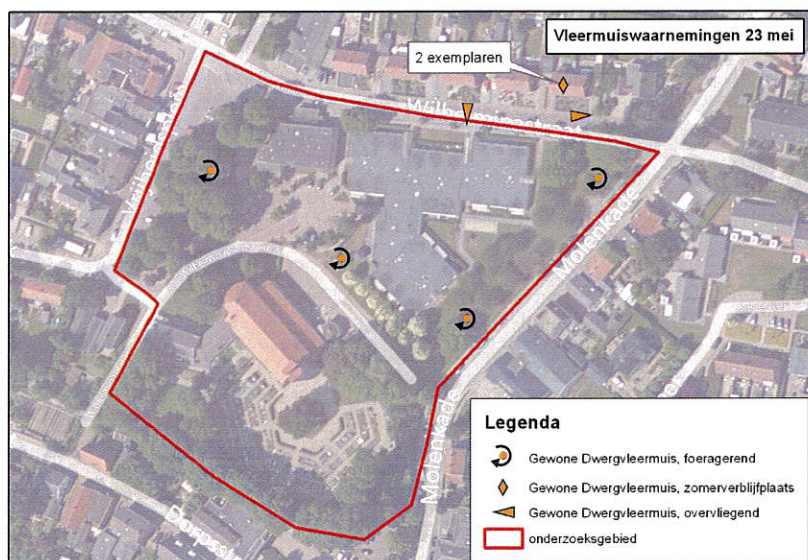 Vleermuiswaarnemingen 23 mei
2 exemplaren
Molenkade
Molenkade
Legenda
Gewone Dwergvleermuis, foeragerend
Gewone Dwergvleermuis, zomerverblijfplaats
Gewone Dwergvleermuis, overvliegend
onderzoeksgebied